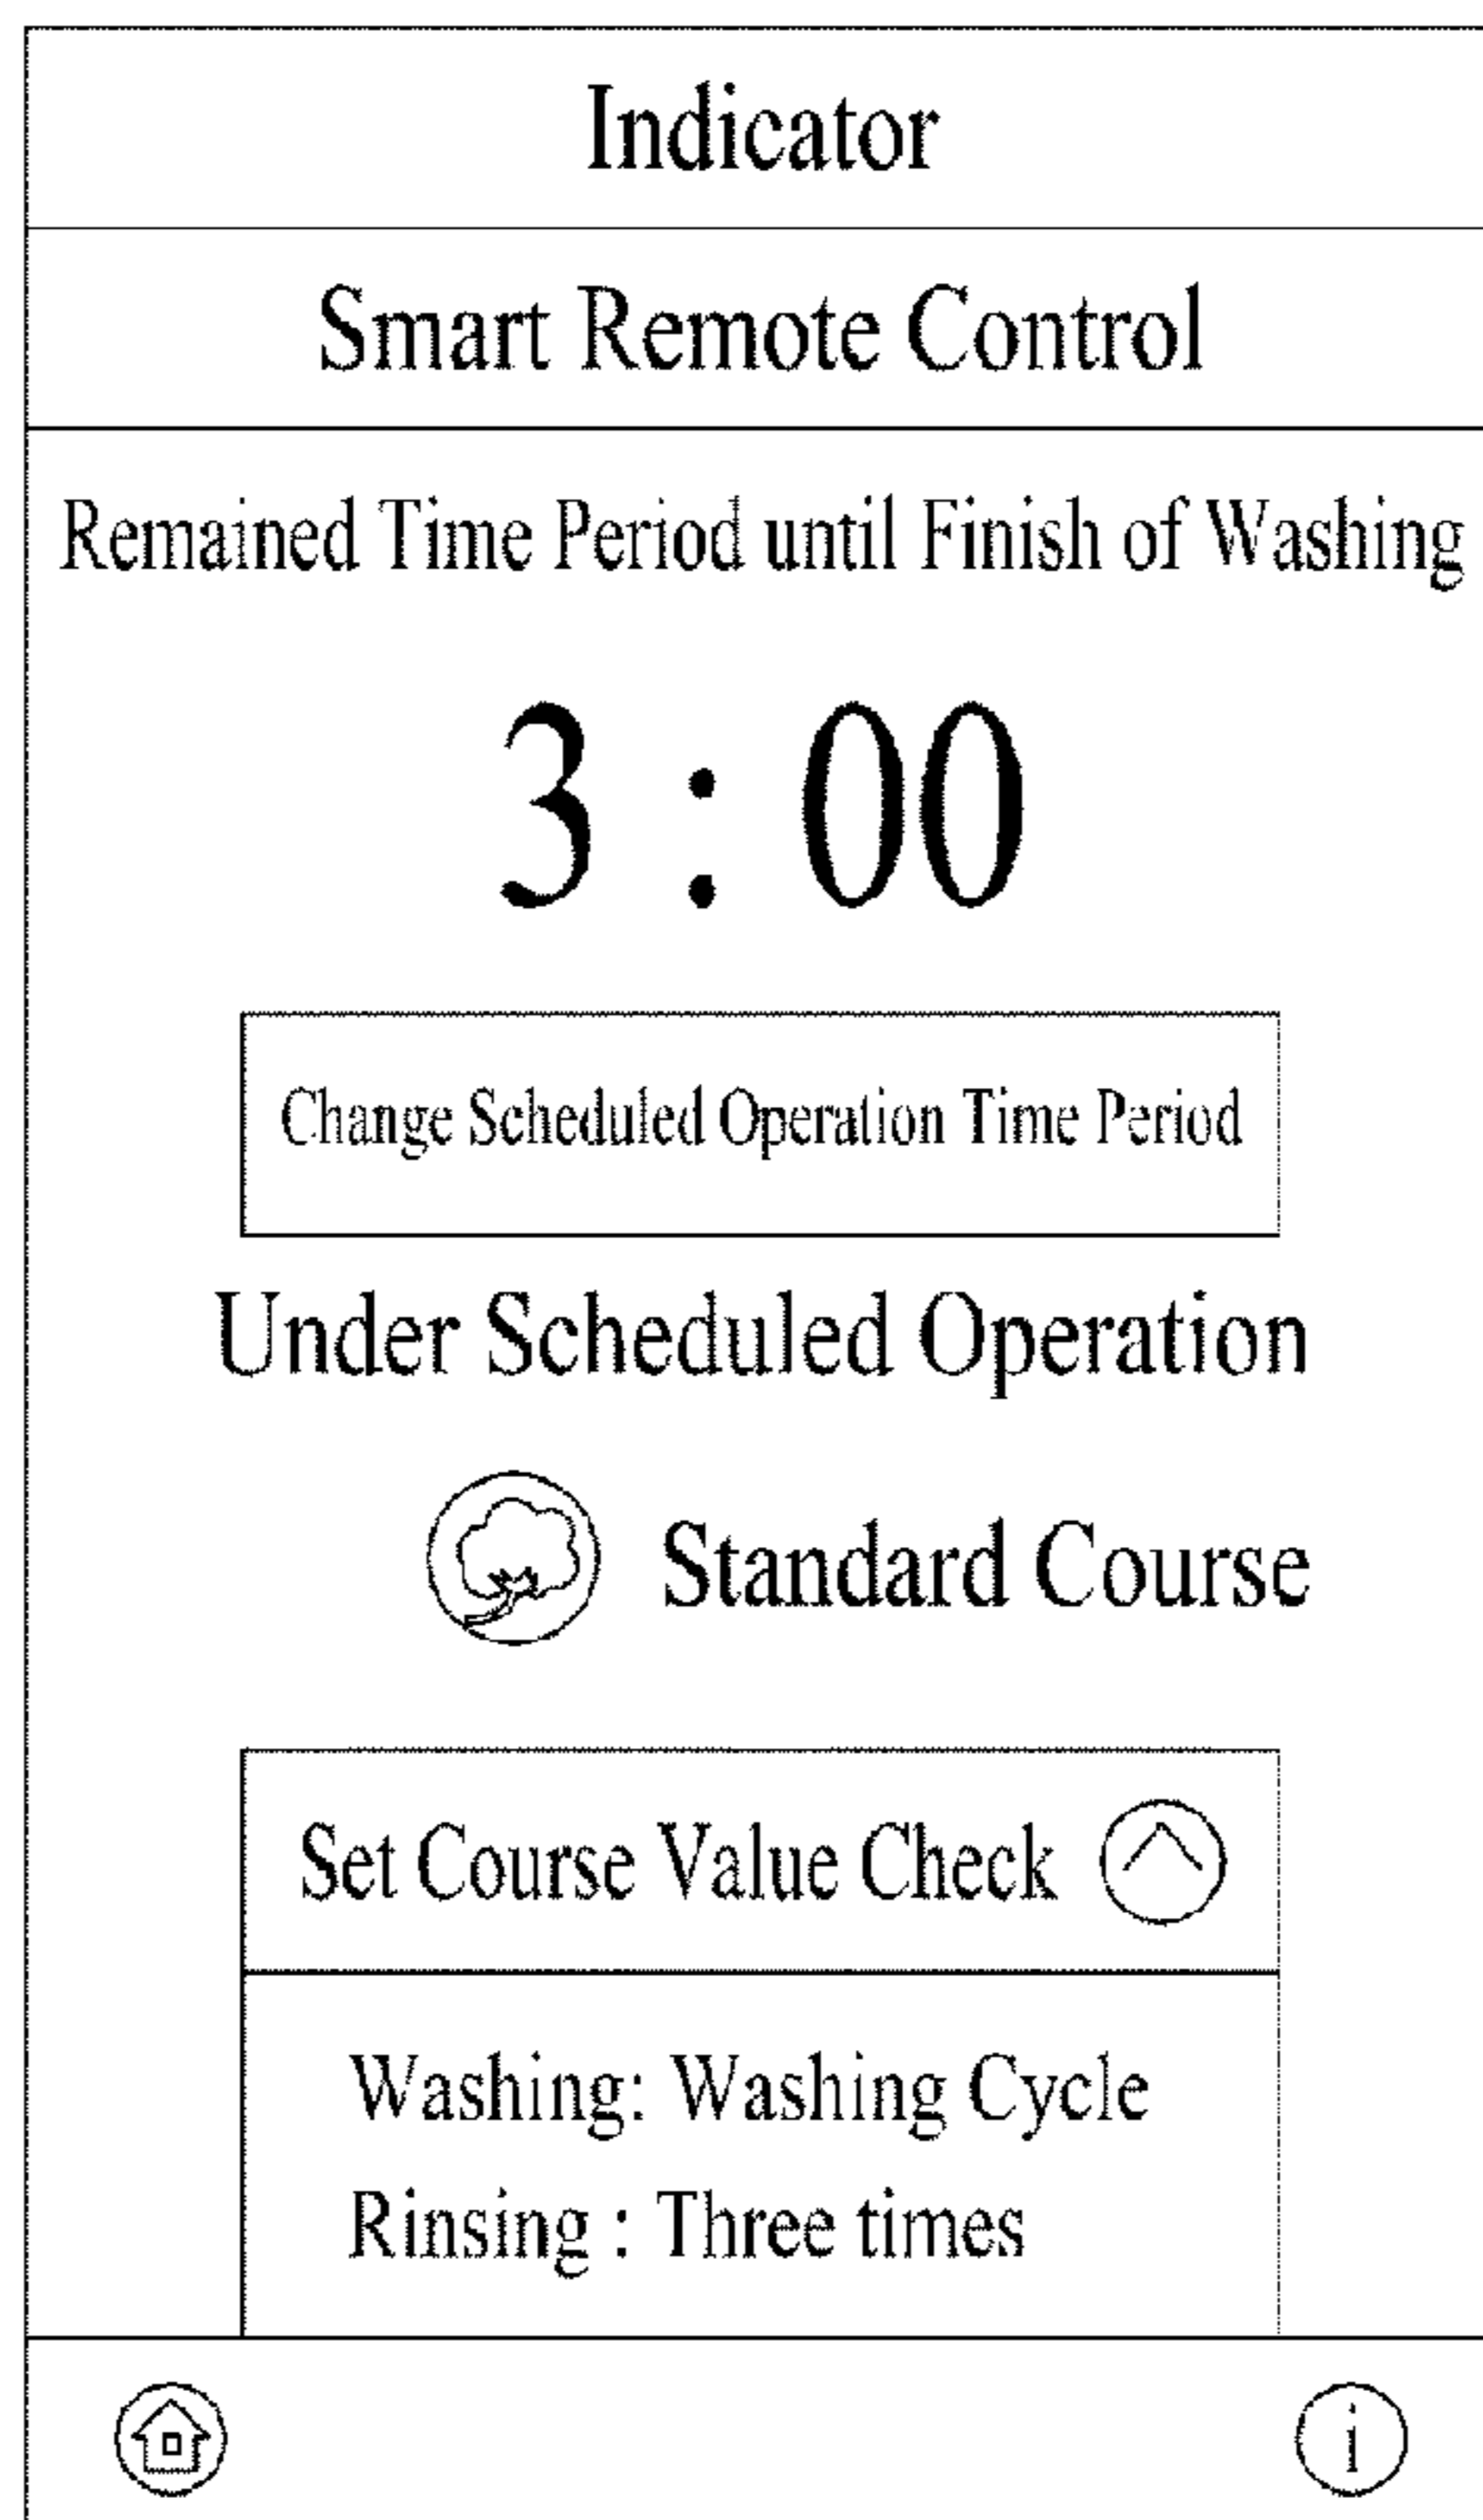 Indicator
Smart Remote Control
Remained Time Period until Finish of Washing
3 : 00
Change Scheduled Operation Time Period
Under Scheduled Operation
Standard Course
Set Course Value Check
Washing: Washing Cycle
Rinsing : Three times
i